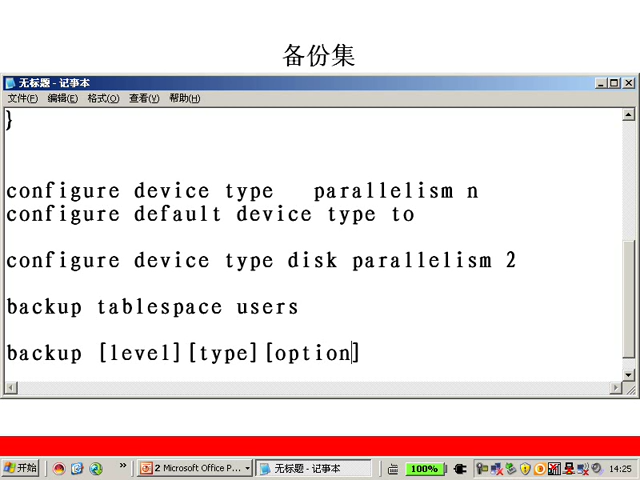 备份集
无标题 - 记事本
文件(F) 编辑(E) 格式(O) 查看(V) 帮助(H)
}
configure device type parallelism n
configure default device type to
configure device type disk parallelism 2
backup tablespace users
backup [level][type][option]
开始 » 2 Microsoft Office P... 无标题 - 记事本 100% 14:25